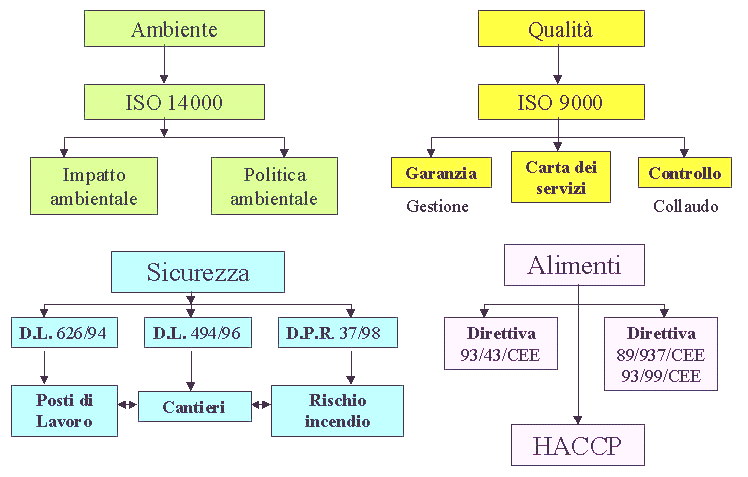 Ambiente
ISO 14000
Impatto
ambientale
Politica
ambientale
Qualità
ISO 9000
Garanzia
Gestione
Carta dei
servizi
Controllo
Collaudo
Sicurezza
D.L. 626/94
D.L. 494/96
D.P.R. 37/98
Posti di
Lavoro
Cantieri
Rischio
incendio
Alimenti
Direttiva
93/43/CEE
Direttiva
89/937/CEE
93/99/CEE
HACCP